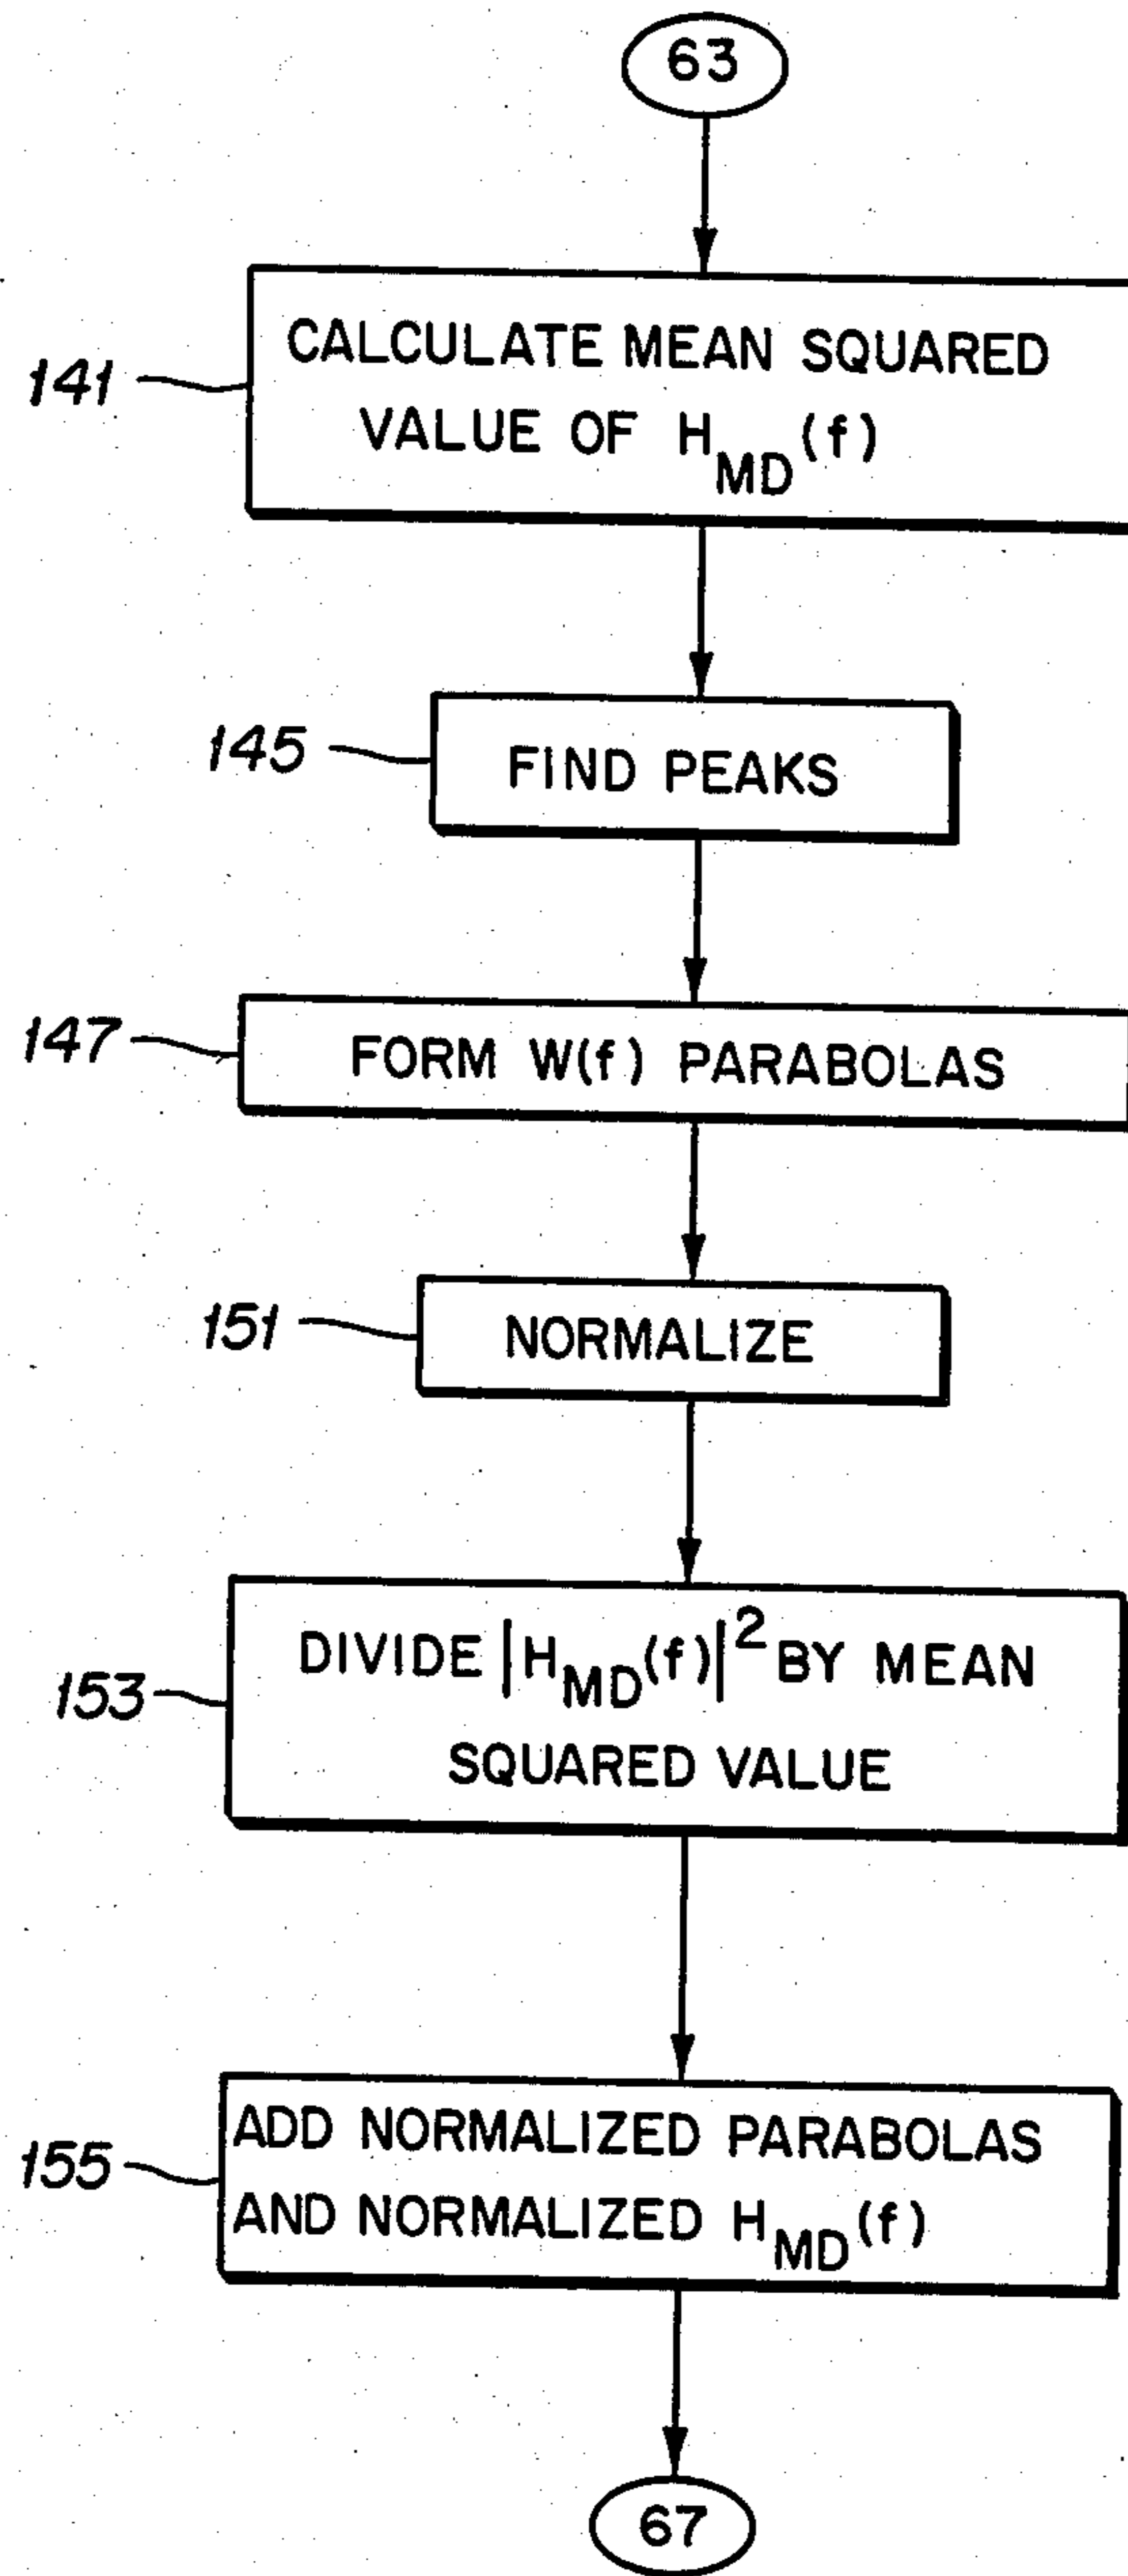 63
141
CALCULATE MEAN SQUARED
VALUE OF H_MD(f)
145
FIND PEAKS
147
FORM W(f) PARABOLAS
151
NORMALIZE
153
DIVIDE |H_MD(f)|² BY MEAN
SQUARED VALUE
155
ADD NORMALIZED PARABOLAS
AND NORMALIZED H_MD(f)
67